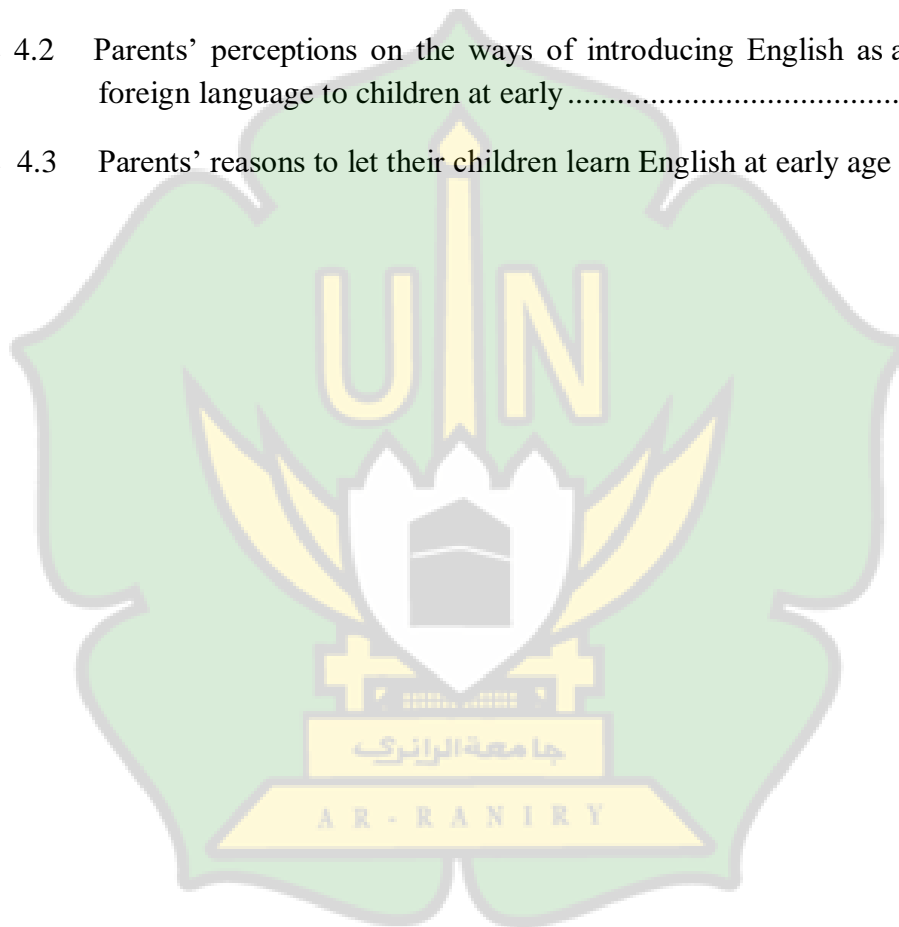 4.2 Parents’ perceptions on the ways of introducing English as a
foreign language to children at early.......................................
4.3 Parents’ reasons to let their children learn English at early age
UIN
جامعة الرانري
AR-RANIRY